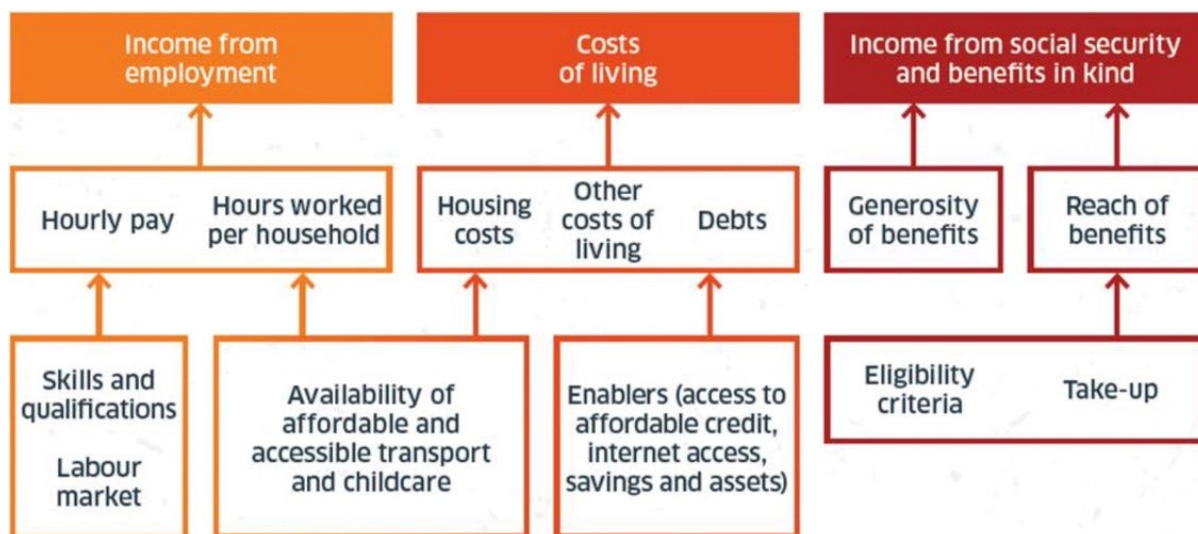 Income from
employment
Costs
of living
Income from social security
and benefits in kind
Hourly pay
Hours worked
per household
Housing
costs
Other
costs of
living
Debts
Generosity
of benefits
Reach of
benefits
Skills and
qualifications
Labour
market
Availability of
affordable and
accessible transport
and childcare
Enablers (access to
affordable credit,
internet access,
savings and assets)
Eligibility
criteria
Take-up